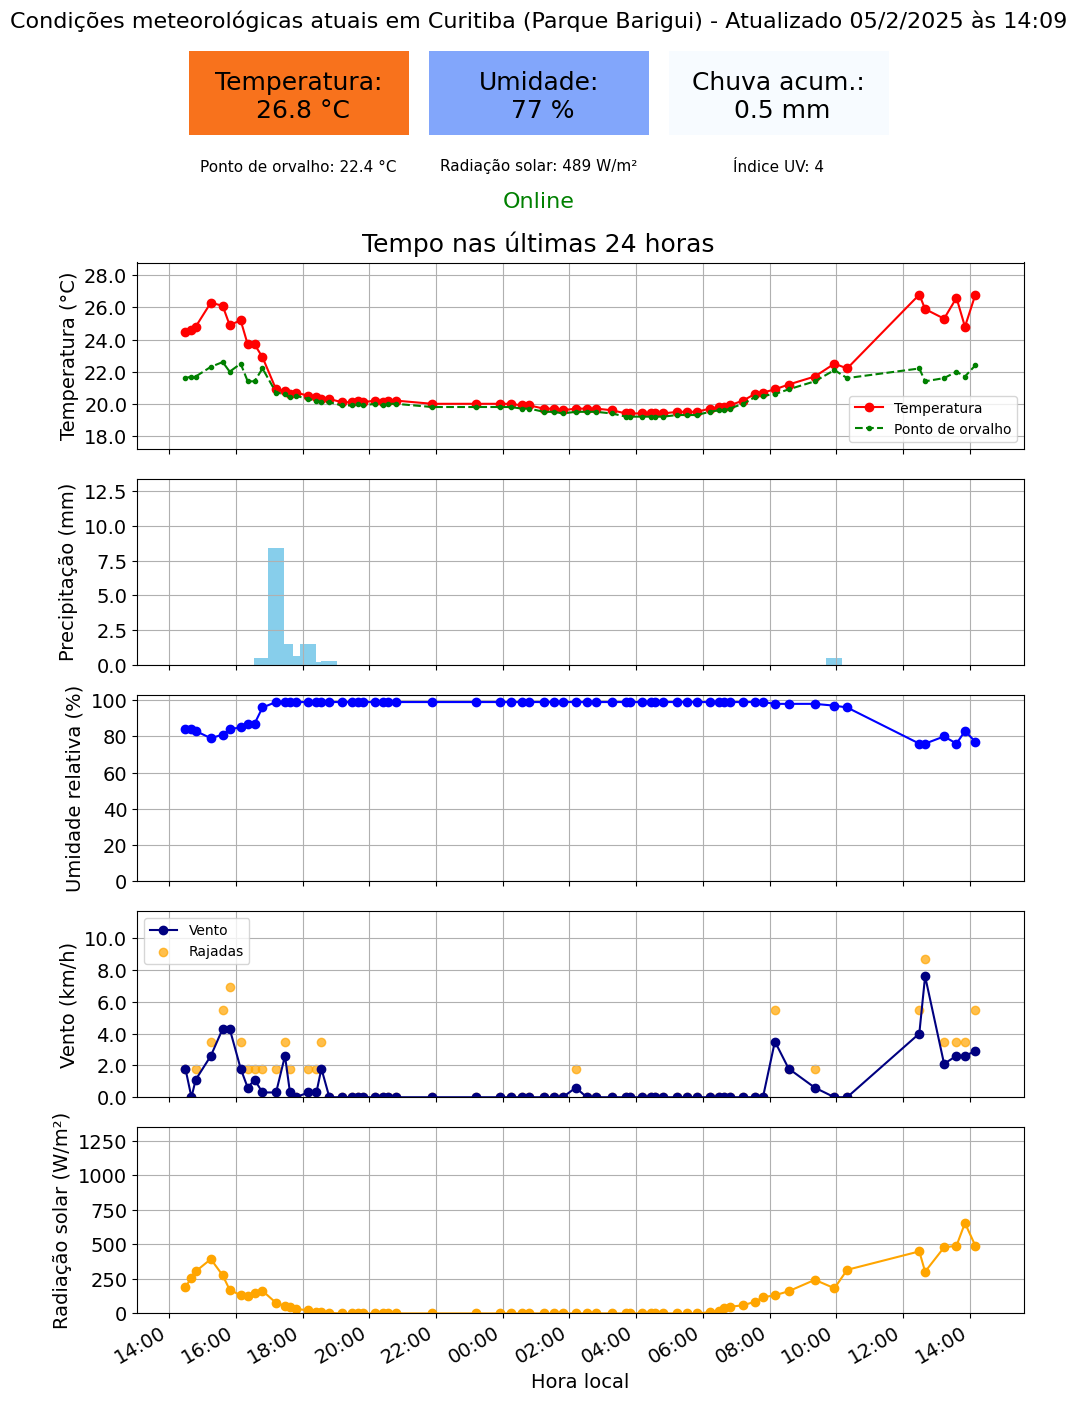 Condições meteorológicas atuais em Curitiba (Parque Barigui) - Atualizado 05/2/2025 às 14:09
Temperatura:
26.8 °C
Umidade:
77 %
Chuva acum.:
0.5 mm
Ponto de orvalho: 22.4 °C
Radiação solar: 489 W/m²
Índice UV: 4
Online
Tempo nas últimas 24 horas
Temperatura (°C)
28.0
26.0
24.0
22.0
20.0
18.0
Temperatura
Ponto de orvalho
Precipitação (mm)
12.5
10.0
7.5
5.0
2.5
0.0
Umidade relativa (%)
100
80
60
40
20
0
Vento (km/h)
10.0
8.0
6.0
4.0
2.0
0.0
Vento
Rajadas
Radiação solar (W/m²)
1250
1000
750
500
250
0
14:00
16:00
18:00
20:00
22:00
00:00
02:00
04:00
06:00
08:00
10:00
12:00
14:00
Hora local